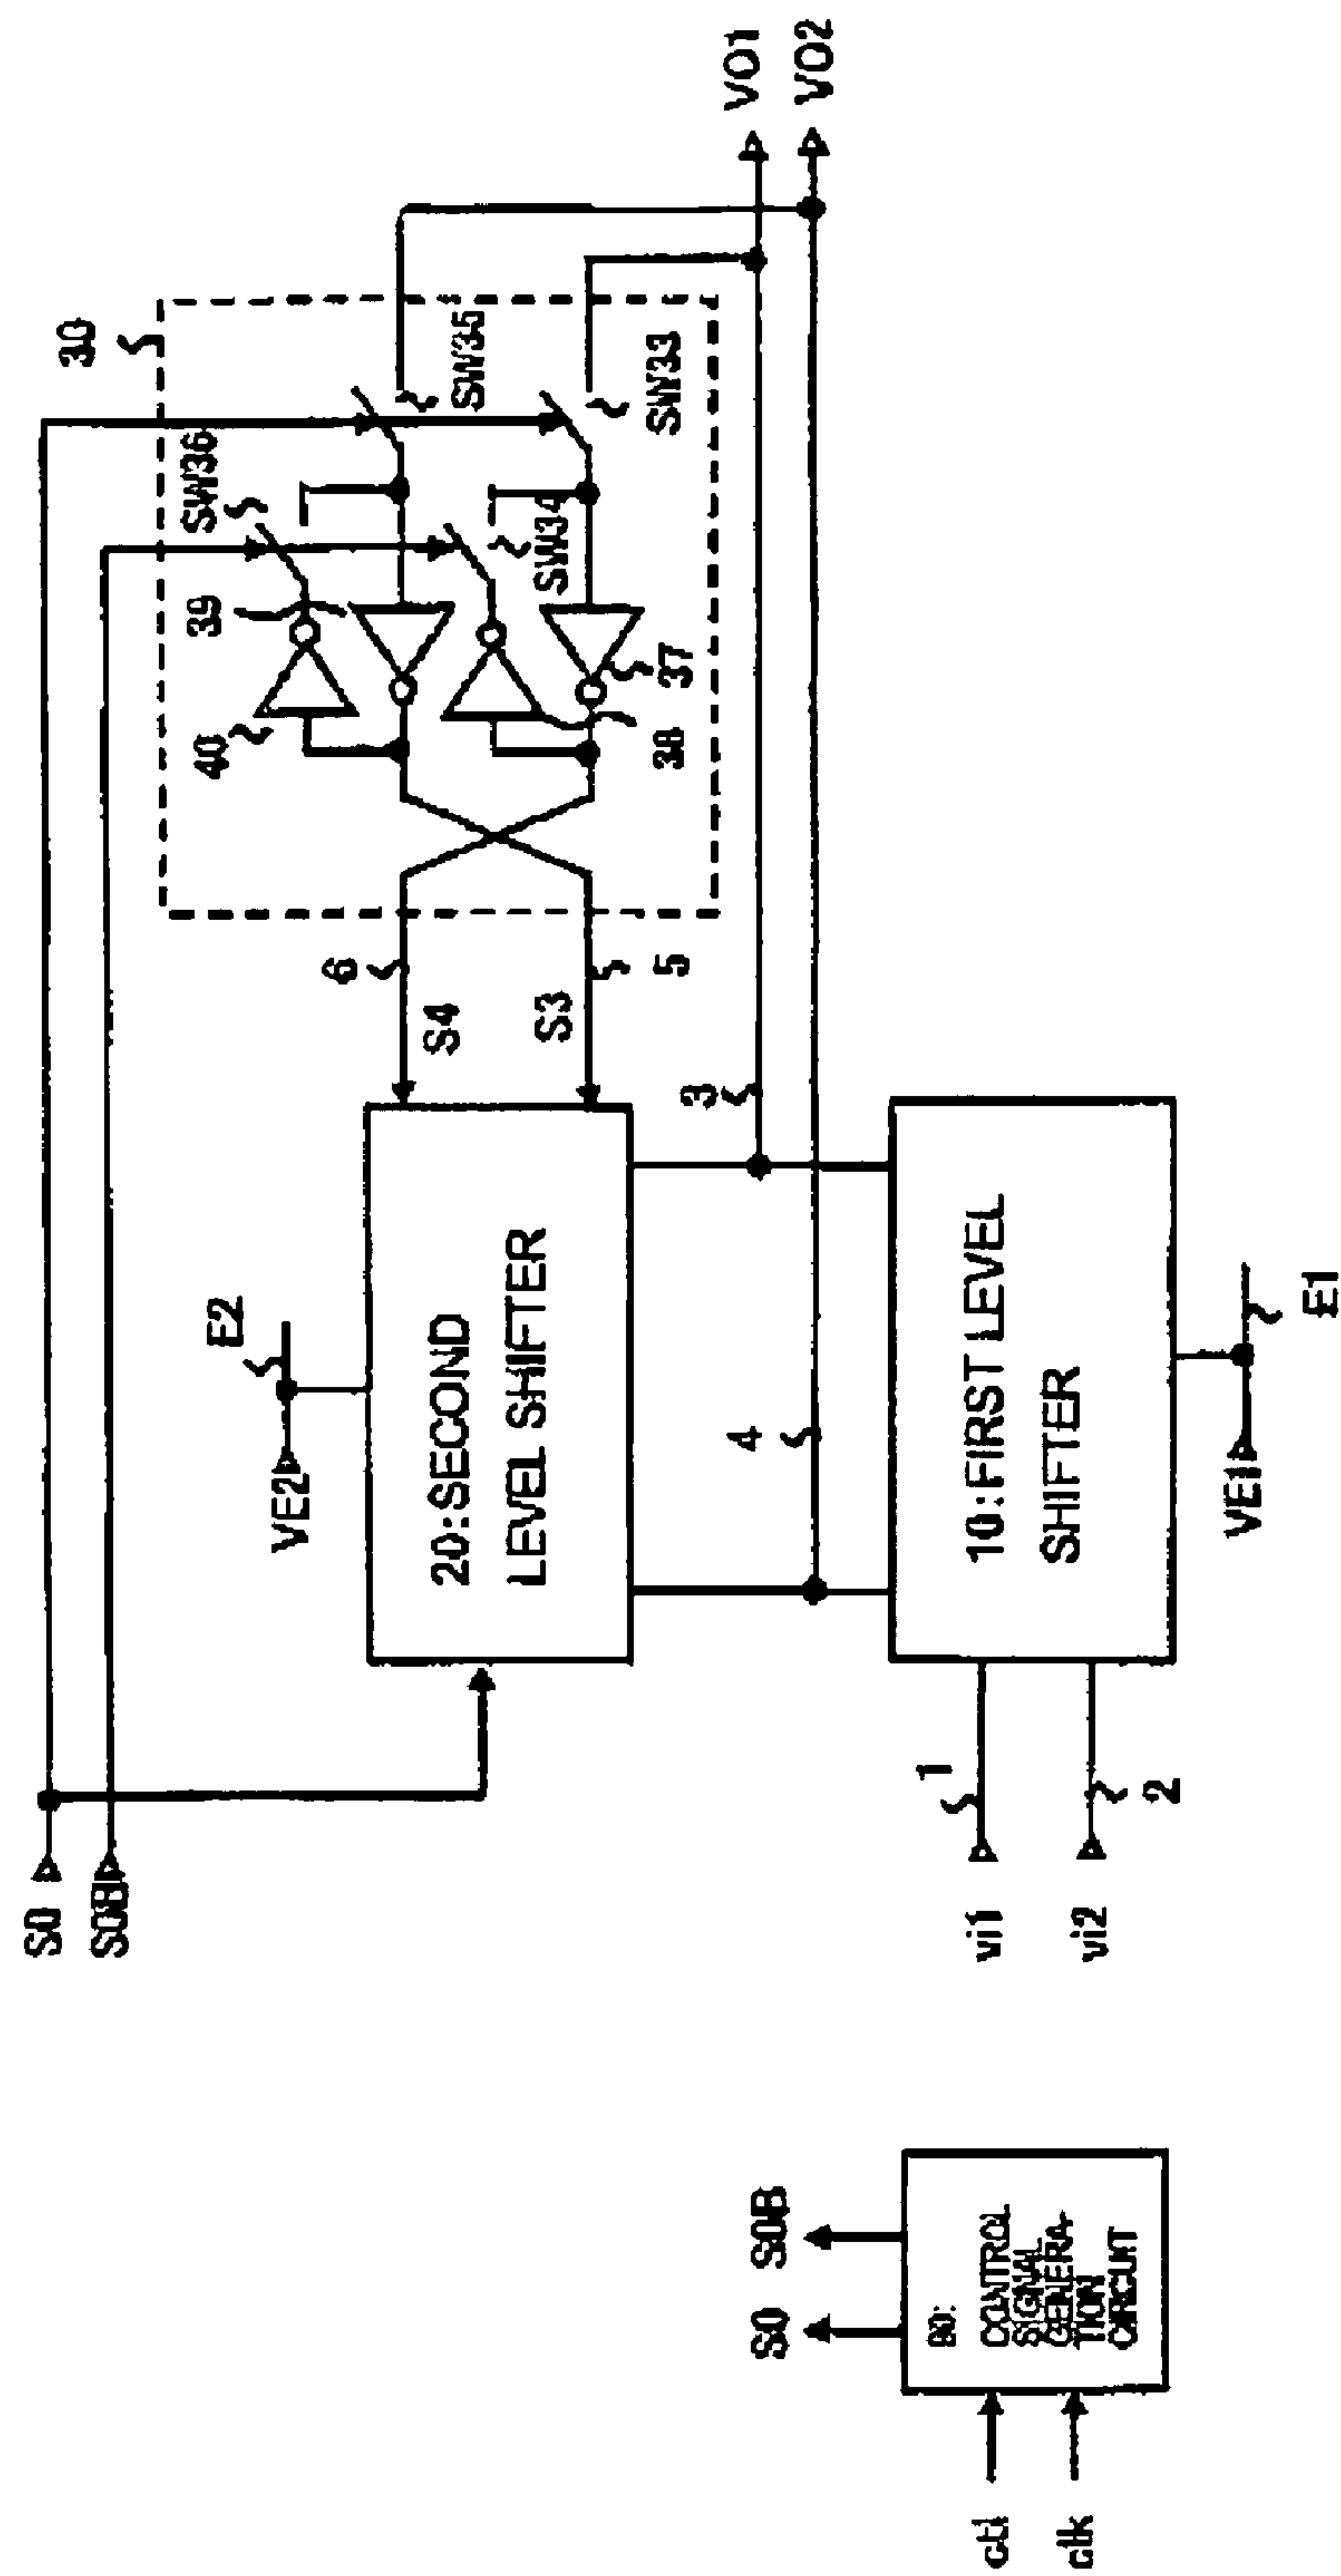 S0
S0B
30
SW36
SW35
39
40
SW34
SW33
37
38
VO1
VO2
6
S4
S3
5
E2
VE2
20:SECOND
LEVEL SHIFTER
3
4
10:FIRST LEVEL
SHIFTER
E1
VE1
vi1
1
vi2
2
S0
S0B
90:
CONTROL
SIGNAL
GENERA-
TION
CIRCUIT
ctl
clk